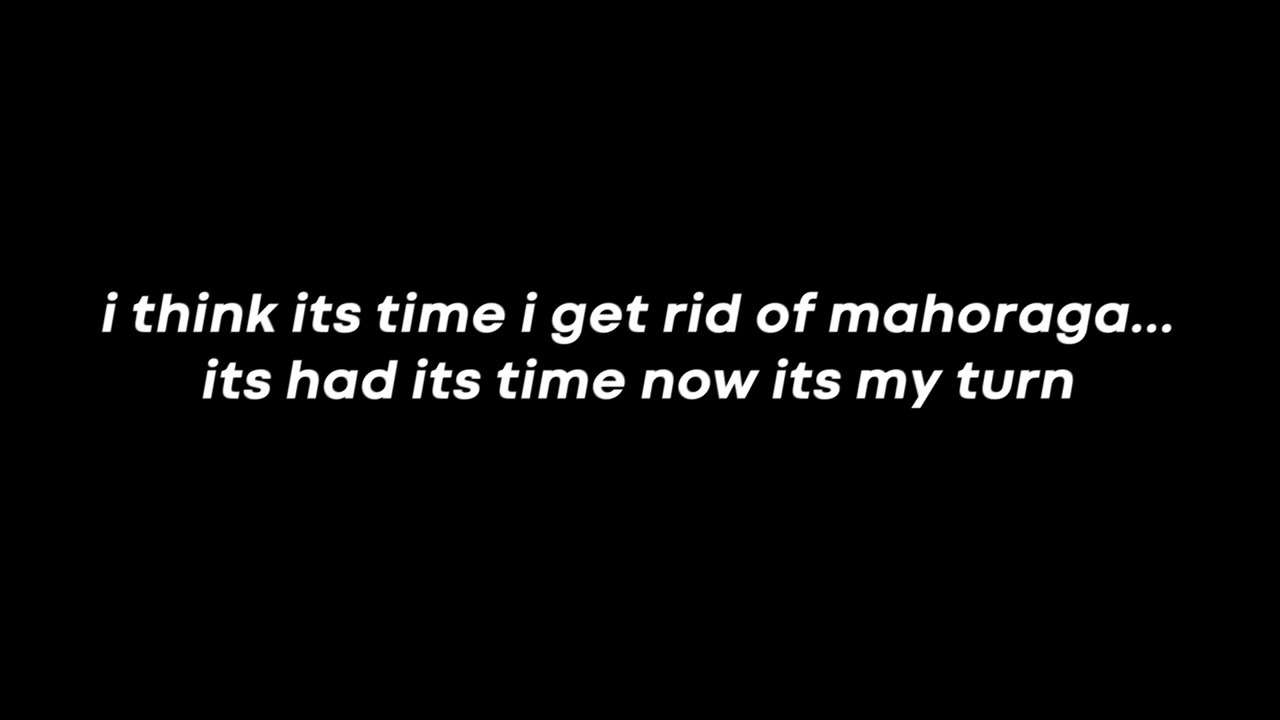 i think its time i get rid of mahoraga...
its had its time now its my turn